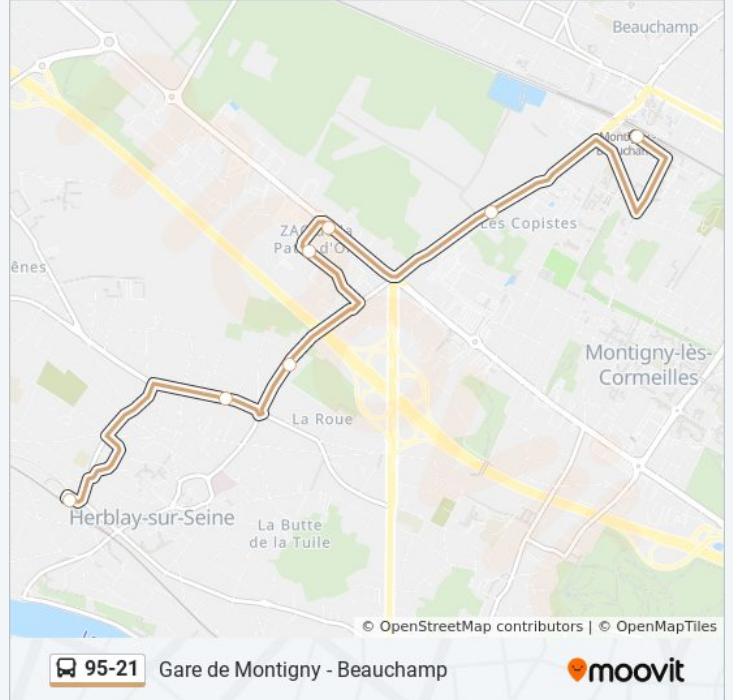 Beauchamp
Les Copistes
ênes
Montigny-lès-
Cormeilles
La Roue
Herblay-sur-Seine
La Butte
de la Tuile
© OpenStreetMap contributors | © OpenMapTiles
95-21
Gare de Montigny - Beauchamp
moovit